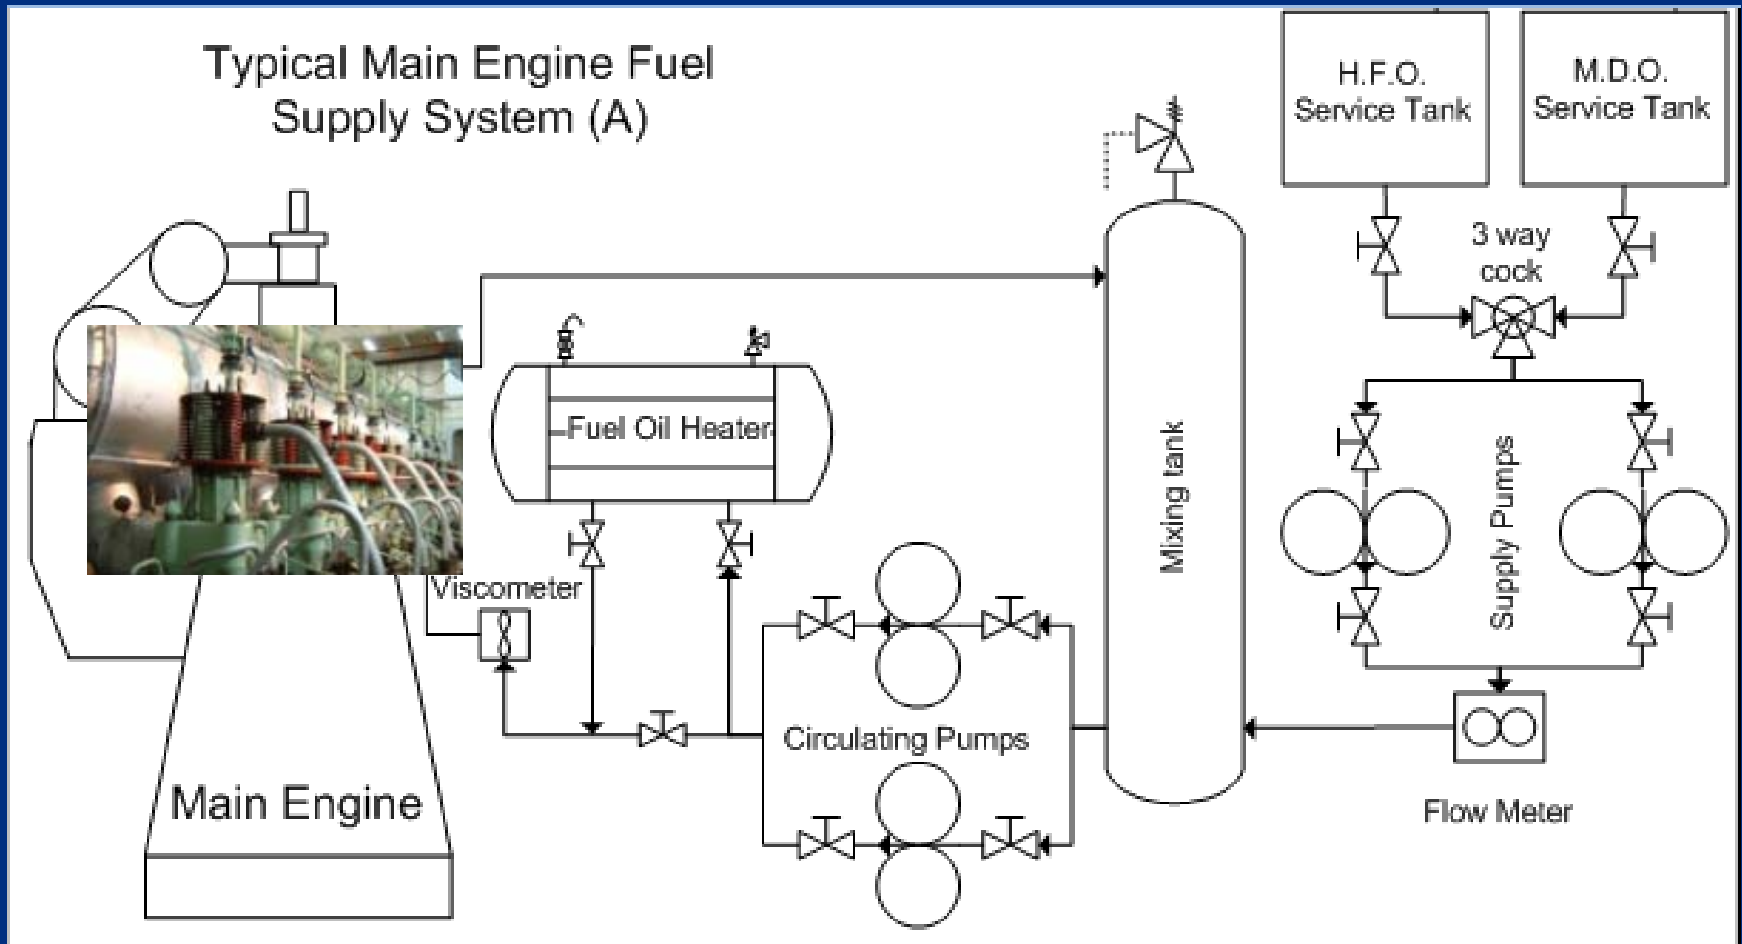 Typical Main Engine Fuel
Supply System (A)
H.F.O.
Service Tank
M.D.O.
Service Tank
3 way
cock
Fuel Oil Heater
Mixing tank
Supply Pumps
Viscometer
Circulating Pumps
Main Engine
Flow Meter